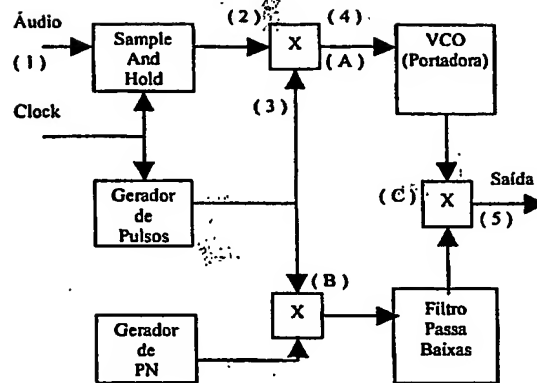 Áudio
(1)
Sample
And
Hold
(2)
X
(4)
(A)
VCO
(Portadora)
Clock
(3)
Gerador
de
Pulsos
(C)
X
Saída
(5)
(B)
X
Gerador
de
PN
Filtro
Passa
Baixas